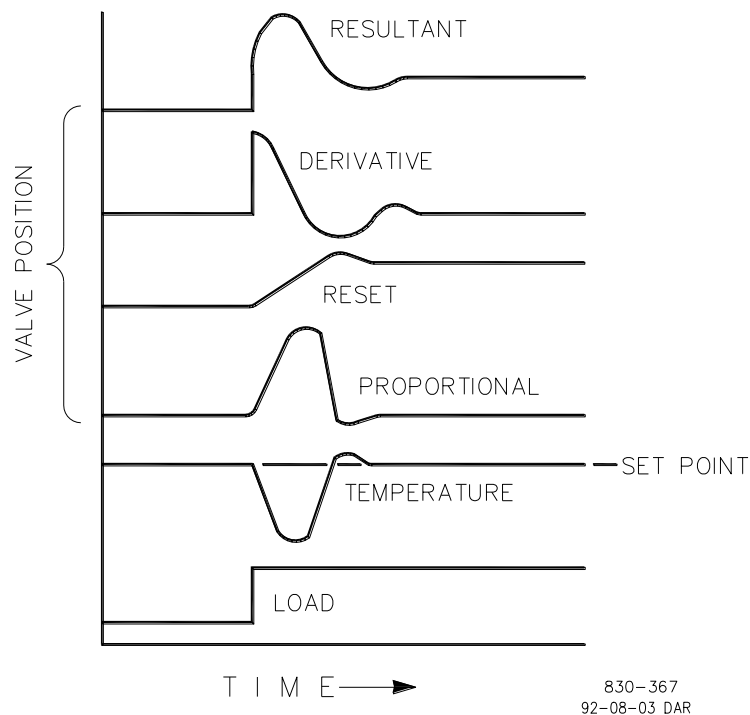 RESULTANT
DERIVATIVE
VALVE POSITION
RESET
PROPORTIONAL
SET POINT
TEMPERATURE
LOAD
TIME
830-367
92-08-03 DAR